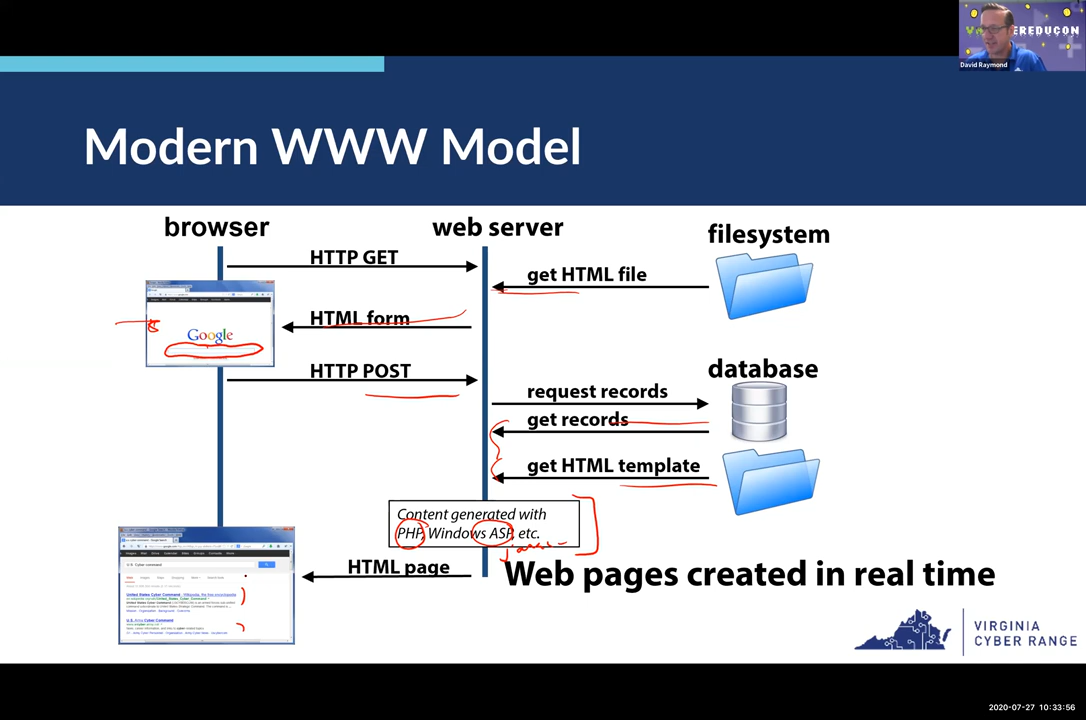 VA CYBEREDUCON
David Raymond
Modern WWW Model
browser
web server
filesystem
HTTP GET
get HTML file
Google
HTML form
HTTP POST
database
request records
get records
get HTML template
Content generated with
PHP, Windows ASP, etc.
HTML page
Web pages created in real time
VIRGINIA
CYBER RANGE
2020-07-27 10:33:56